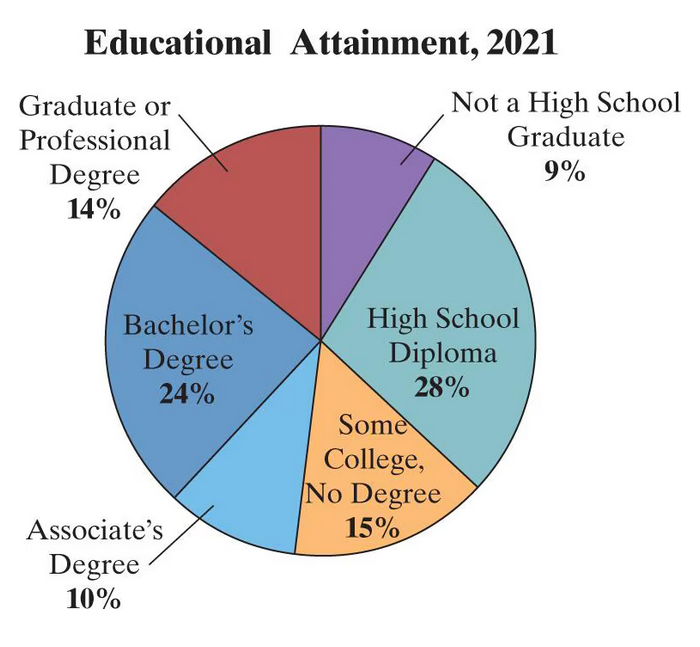 Educational Attainment, 2021
Graduate or
Professional
Degree
14%
Not a High School
Graduate
9%
Bachelor's
Degree
24%
High School
Diploma
28%
Some
College,
No Degree
15%
Associate's
Degree
10%